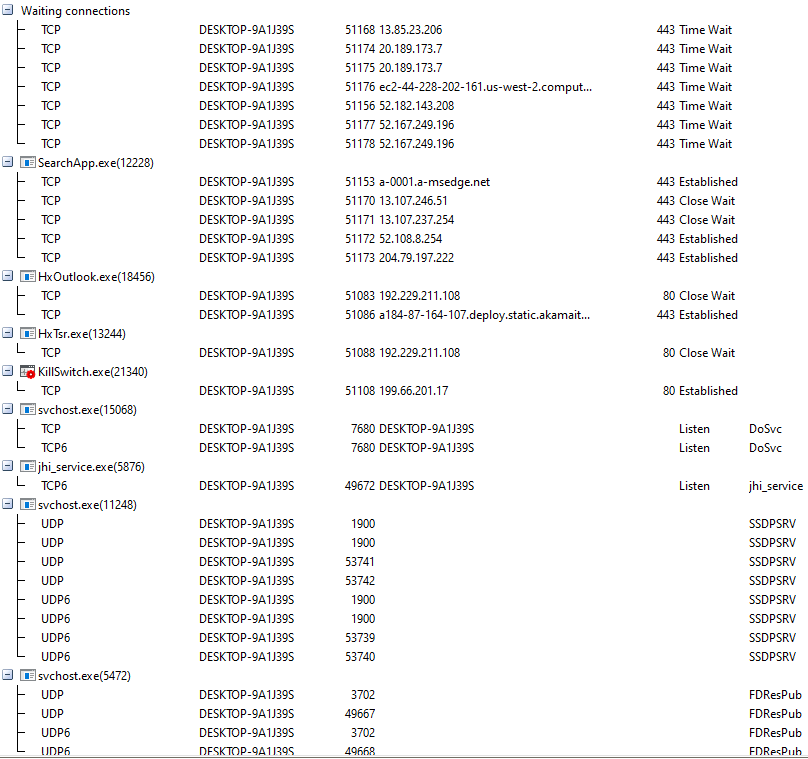 Waiting connections
TCP DESKTOP-9A1J39S 51168 13.85.23.206 443 Time Wait
TCP DESKTOP-9A1J39S 51174 20.189.173.7 443 Time Wait
TCP DESKTOP-9A1J39S 51175 20.189.173.7 443 Time Wait
TCP DESKTOP-9A1J39S 51176 ec2-44-228-202-161.us-west-2.comput... 443 Time Wait
TCP DESKTOP-9A1J39S 51156 52.182.143.208 443 Time Wait
TCP DESKTOP-9A1J39S 51177 52.167.249.196 443 Time Wait
TCP DESKTOP-9A1J39S 51178 52.167.249.196 443 Time Wait
SearchApp.exe(12228)
TCP DESKTOP-9A1J39S 51153 a-0001.a-msedge.net 443 Established
TCP DESKTOP-9A1J39S 51170 13.107.246.51 443 Close Wait
TCP DESKTOP-9A1J39S 51171 13.107.237.254 443 Close Wait
TCP DESKTOP-9A1J39S 51172 52.108.8.254 443 Established
TCP DESKTOP-9A1J39S 51173 204.79.197.222 443 Established
HxOutlook.exe(18456)
TCP DESKTOP-9A1J39S 51083 192.229.211.108 80 Close Wait
TCP DESKTOP-9A1J39S 51086 a184-87-164-107.deploy.static.akamait... 443 Established
HxTsr.exe(13244)
TCP DESKTOP-9A1J39S 51088 192.229.211.108 80 Close Wait
KillSwitch.exe(21340)
TCP DESKTOP-9A1J39S 51108 199.66.201.17 80 Established
svchost.exe(15068)
TCP DESKTOP-9A1J39S 7680 DESKTOP-9A1J39S Listen DoSvc
TCP6 DESKTOP-9A1J39S 7680 DESKTOP-9A1J39S Listen DoSvc
jhi_service.exe(5876)
TCP6 DESKTOP-9A1J39S 49672 DESKTOP-9A1J39S Listen jhi_service
svchost.exe(11248)
UDP DESKTOP-9A1J39S 1900 SSDPSRV
UDP DESKTOP-9A1J39S 1900 SSDPSRV
UDP DESKTOP-9A1J39S 53741 SSDPSRV
UDP DESKTOP-9A1J39S 53742 SSDPSRV
UDP6 DESKTOP-9A1J39S 1900 SSDPSRV
UDP6 DESKTOP-9A1J39S 1900 SSDPSRV
UDP6 DESKTOP-9A1J39S 53739 SSDPSRV
UDP6 DESKTOP-9A1J39S 53740 SSDPSRV
svchost.exe(5472)
UDP DESKTOP-9A1J39S 3702 FDResPub
UDP DESKTOP-9A1J39S 49667 FDResPub
UDP6 DESKTOP-9A1J39S 3702 FDResPub
UDP6 DESKTOP-9A1J39S 49668 FDResPub